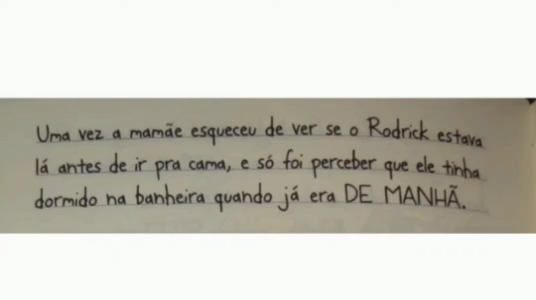 Uma vez a mamãe esqueceu de ver se o Rodrick estava
lá antes de ir pra cama, e só foi perceber que ele tinha
dormido na banheira quando já era DE MANHÃ.